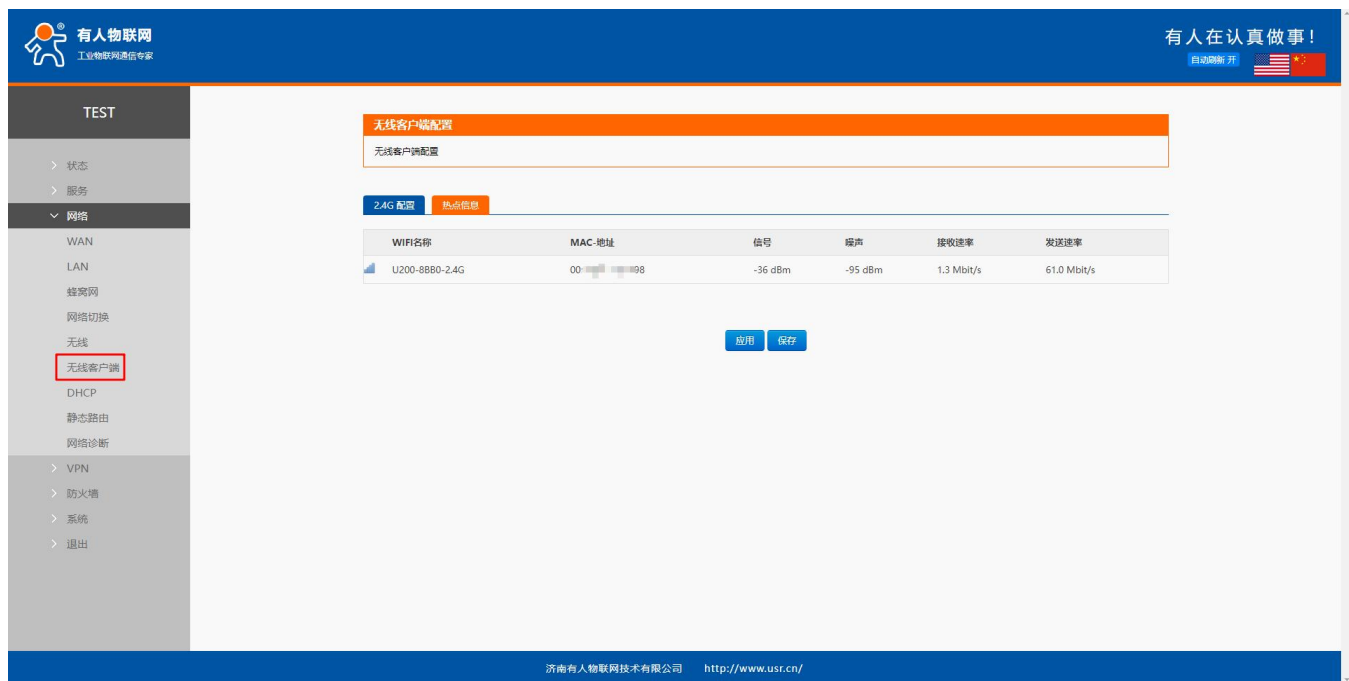 有人物联网
工业物联网通信专家
有人在认真做事!
自动刷新 开
TEST
状态
服务
网络
WAN
LAN
蜂窝网
网络切换
无线
无线客户端
DHCP
静态路由
网络诊断
VPN
防火墙
系统
退出
无线客户端配置
无线客户端配置
2.4G 配置 热点信息
WIFI名称 MAC-地址 信号 噪声 接收速率 发送速率
U200-8BB0-2.4G 00: 98 -36 dBm -95 dBm 1.3 Mbit/s 61.0 Mbit/s
应用 保存
济南有人物联网技术有限公司 http://www.usr.cn/